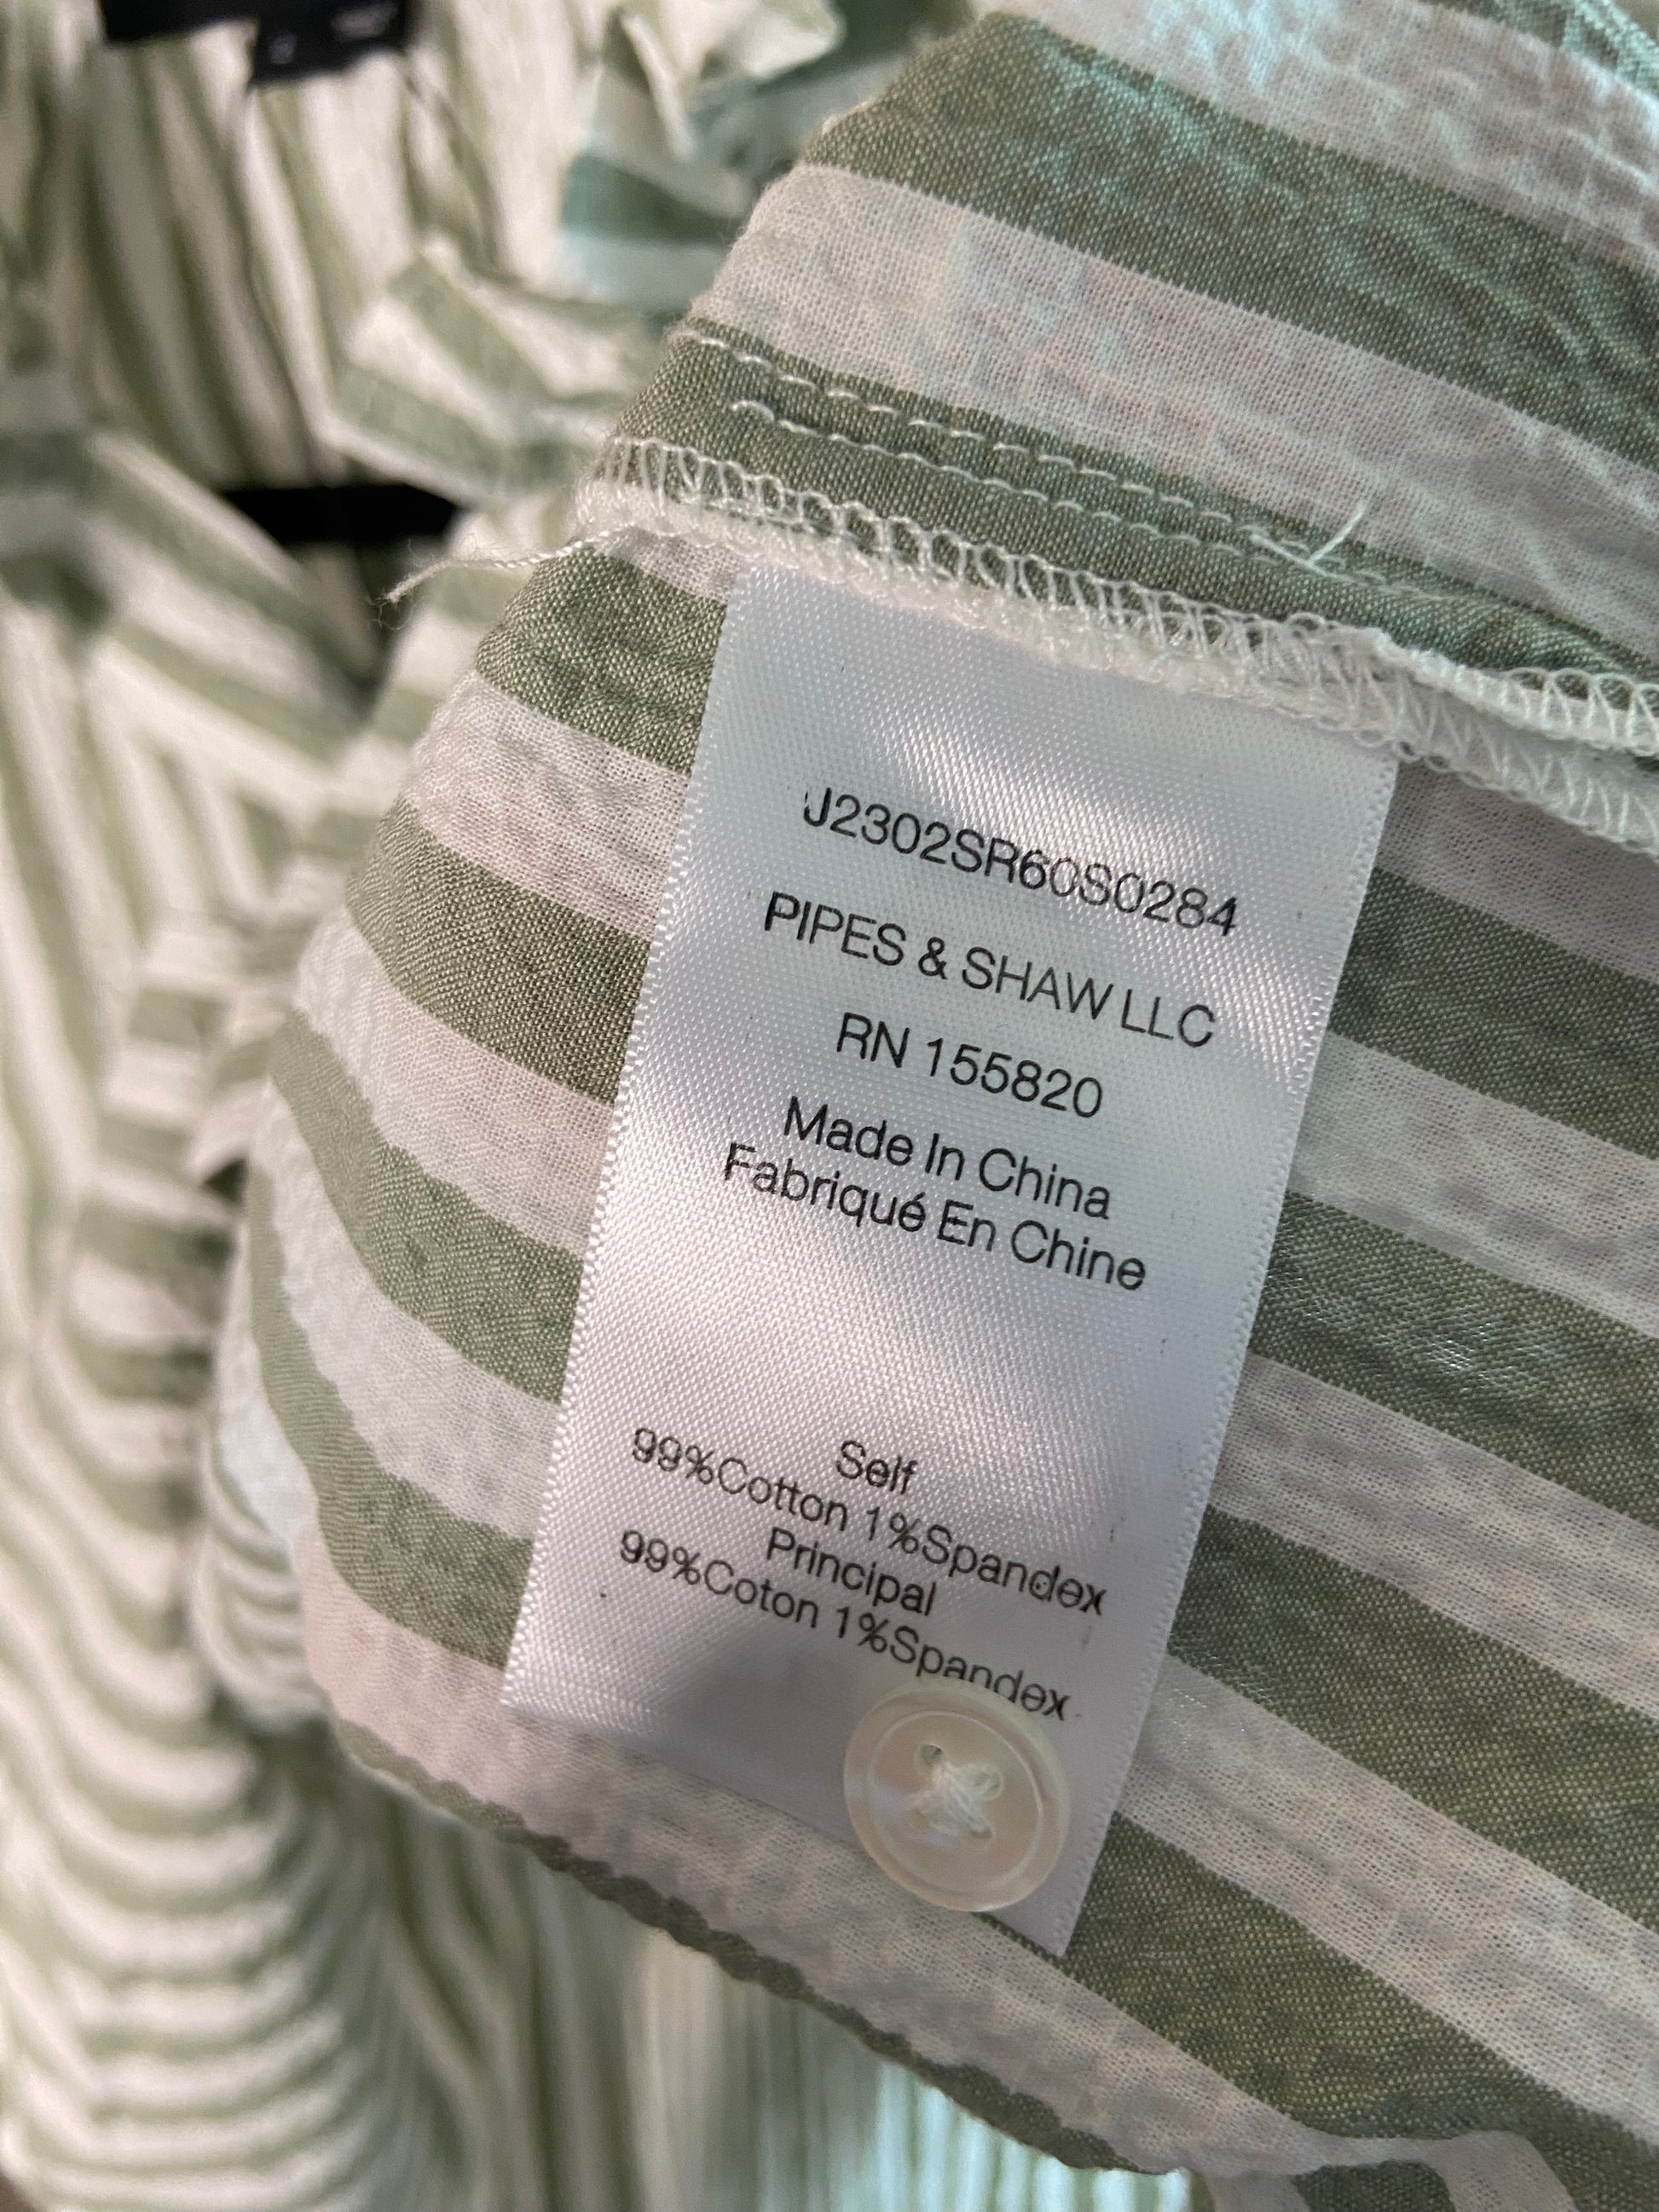 J2302SR60S0284
PIPES & SHAW LLC
RN 155820
Made In China
Fabriqué En Chine
Self
99%Cotton 1%Spandex
Principal
99%Coton 1%Spandex